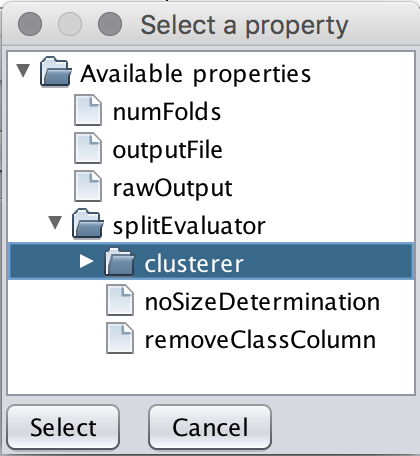 Select a property
Available properties
numFolds
outputFile
rawOutput
splitEvaluator
clusterer
noSizeDetermination
removeClassColumn
Select
Cancel